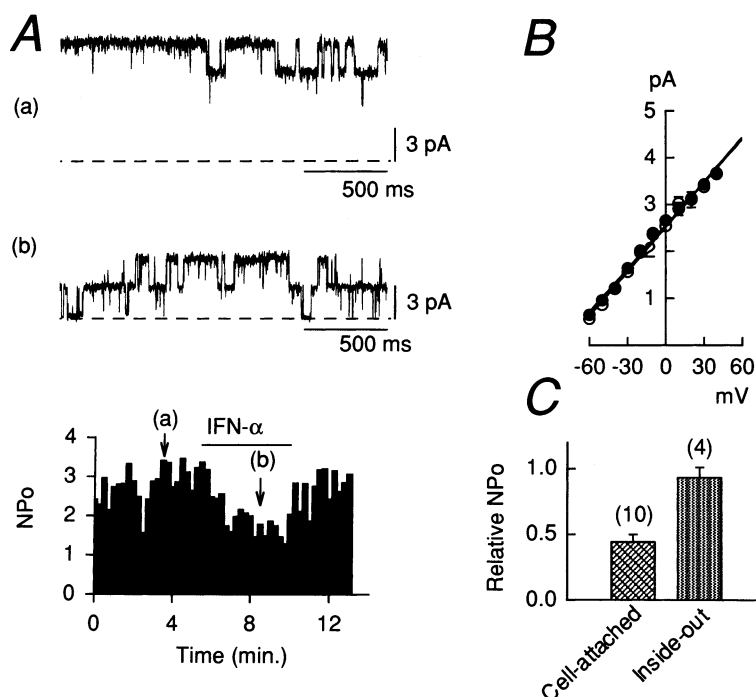 A
(a)
3 pA
500 ms
(b)
3 pA
500 ms
(a)
IFN-α
(b)
4
3
2
1
0
NPo
0 4 8 12
Time (min.)
B
pA
5
4
3
2
1
-60 -30 0 30 60
mV
C
(4)
(10)
1.0
0.5
0.0
Relative NPo
Cell-attached
Inside-out